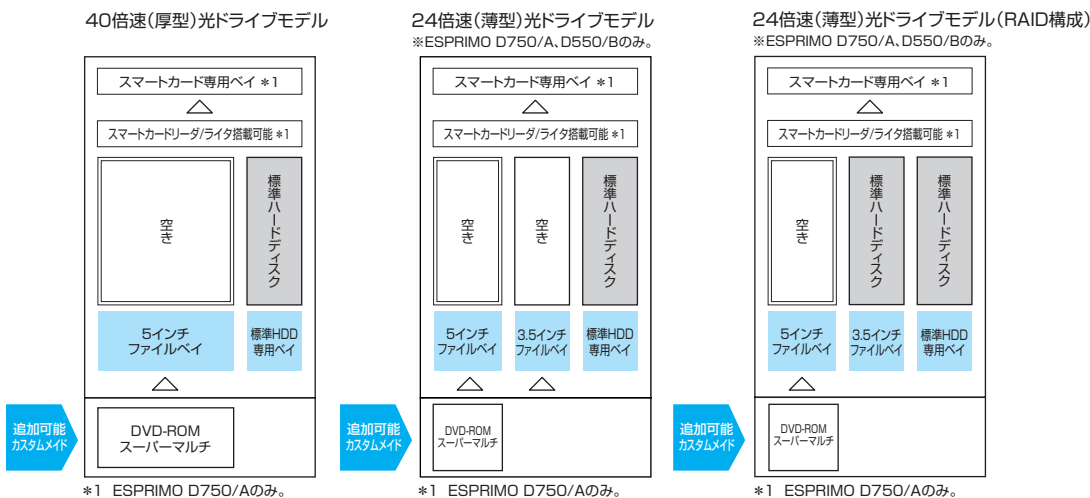 40倍速(厚型)光ドライブモデル
スマートカード専用ベイ *1
スマートカードリーダ/ライタ搭載可能 *1
空き
標準ハードディスク
5インチ
ファイルベイ
標準HDD
専用ベイ
追加可能
カスタムメイド
DVD-ROM
スーパーマルチ
*1 ESPRIMO D750/Aのみ。
24倍速(薄型)光ドライブモデル
※ESPRIMO D750/A、D550/Bのみ。
スマートカード専用ベイ *1
スマートカードリーダ/ライタ搭載可能 *1
空き
空き
標準ハードディスク
5インチ
ファイルベイ
3.5インチ
ファイルベイ
標準HDD
専用ベイ
追加可能
カスタムメイド
DVD-ROM
スーパーマルチ
*1 ESPRIMO D750/Aのみ。
24倍速(薄型)光ドライブモデル(RAID構成)
※ESPRIMO D750/A、D550/Bのみ。
スマートカード専用ベイ *1
スマートカードリーダ/ライタ搭載可能 *1
空き
標準ハードディスク
標準ハードディスク
5インチ
ファイルベイ
3.5インチ
ファイルベイ
標準HDD
専用ベイ
追加可能
カスタムメイド
DVD-ROM
スーパーマルチ
*1 ESPRIMO D750/Aのみ。